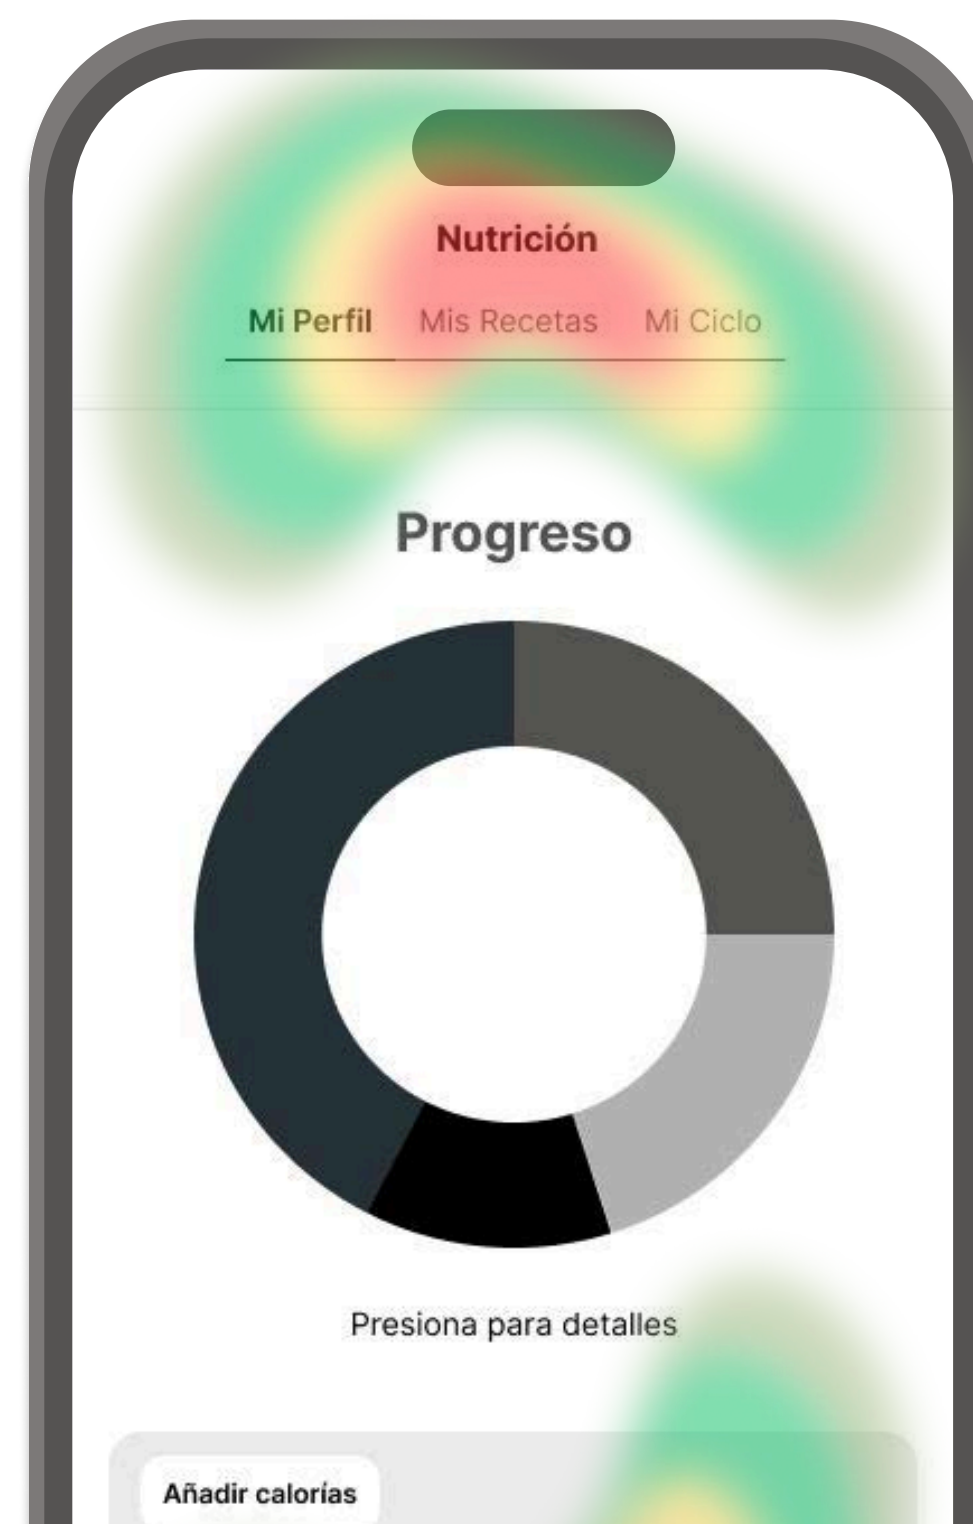 Nutrición
Mi Perfil Mis Recetas Mi Ciclo
Progreso
Presiona para detalles
Añadir calorías